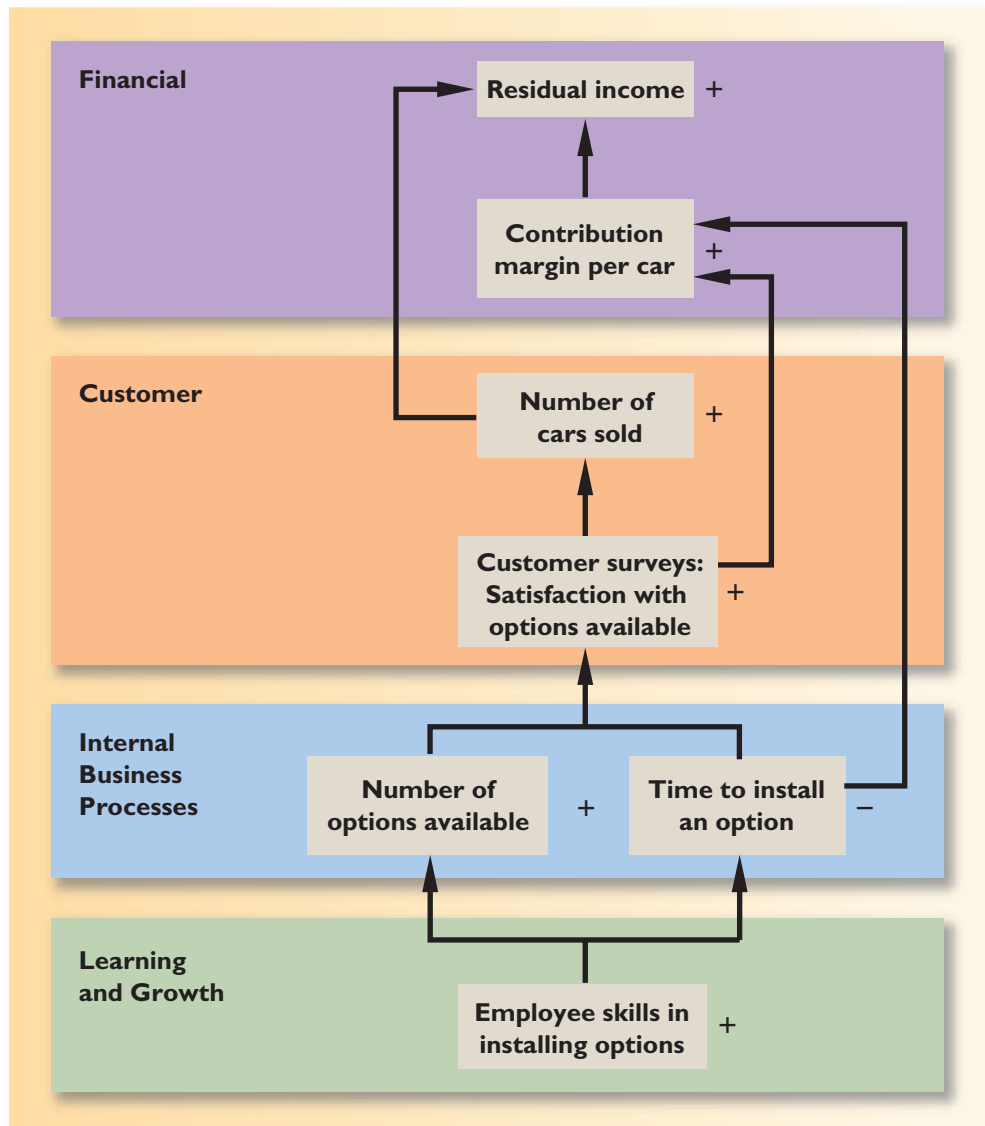 Financial
Residual income
+
Contribution
margin per car
+
Customer
Number of
cars sold
+
Customer surveys:
Satisfaction with
options available
+
Internal
Business
Processes
Number of
options available
+
Time to install
an option
–
Learning
and Growth
Employee skills in
installing options
+